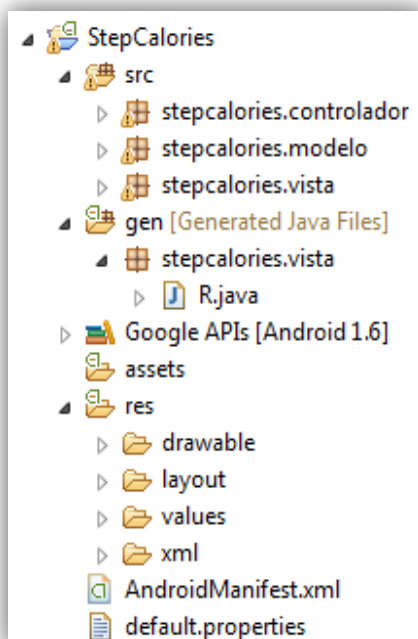 StepCalories
src
stepcalories.controlador
stepcalories.modelo
stepcalories.vista
gen [Generated Java Files]
stepcalories.vista
R.java
Google APIs [Android 1.6]
assets
res
drawable
layout
values
xml
AndroidManifest.xml
default.properties